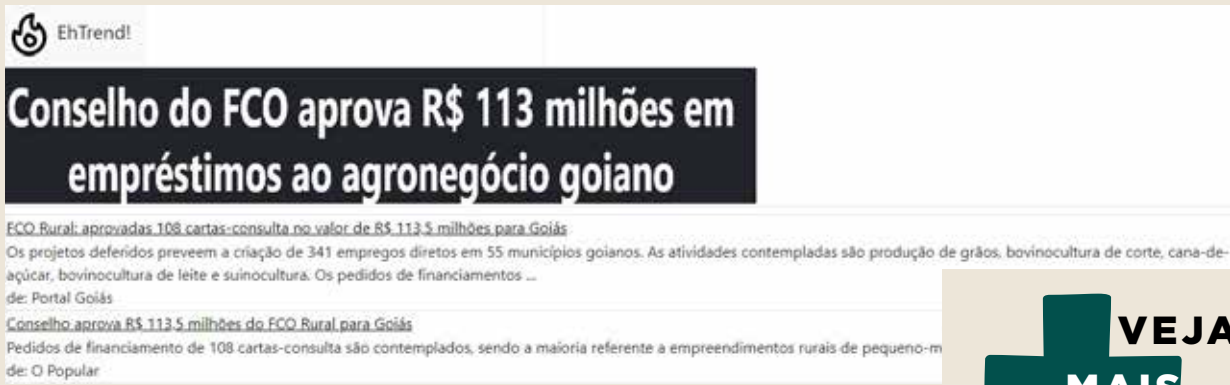 EhTrend!
Conselho do FCO aprova R$ 113 milhões em
empréstimos ao agronegócio goiano
FCO Rural: aprovadas 108 cartas-consulta no valor de R$ 113,5 milhões para Goiás
Os projetos deferidos preveem a criação de 341 empregos diretos em 55 municípios goianos. As atividades contempladas são produção de grãos, bovinocultura de corte, cana-de-
açúcar, bovinocultura de leite e suinocultura. Os pedidos de financiamentos ...
de: Portal Goiás
Conselho aprova R$ 113,5 milhões do FCO Rural para Goiás
Pedidos de financiamento de 108 cartas-consulta são contemplados, sendo a maioria referente a empreendimentos rurais de pequeno-m
de: O Popular
VEJA
MAIS